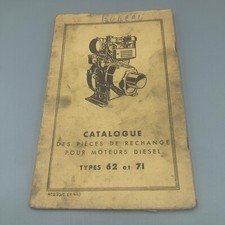 CATALOGUE
DES PIÈCES DE RECHANGE
POUR MOTEURS DIESEL
TYPES 62 et 71